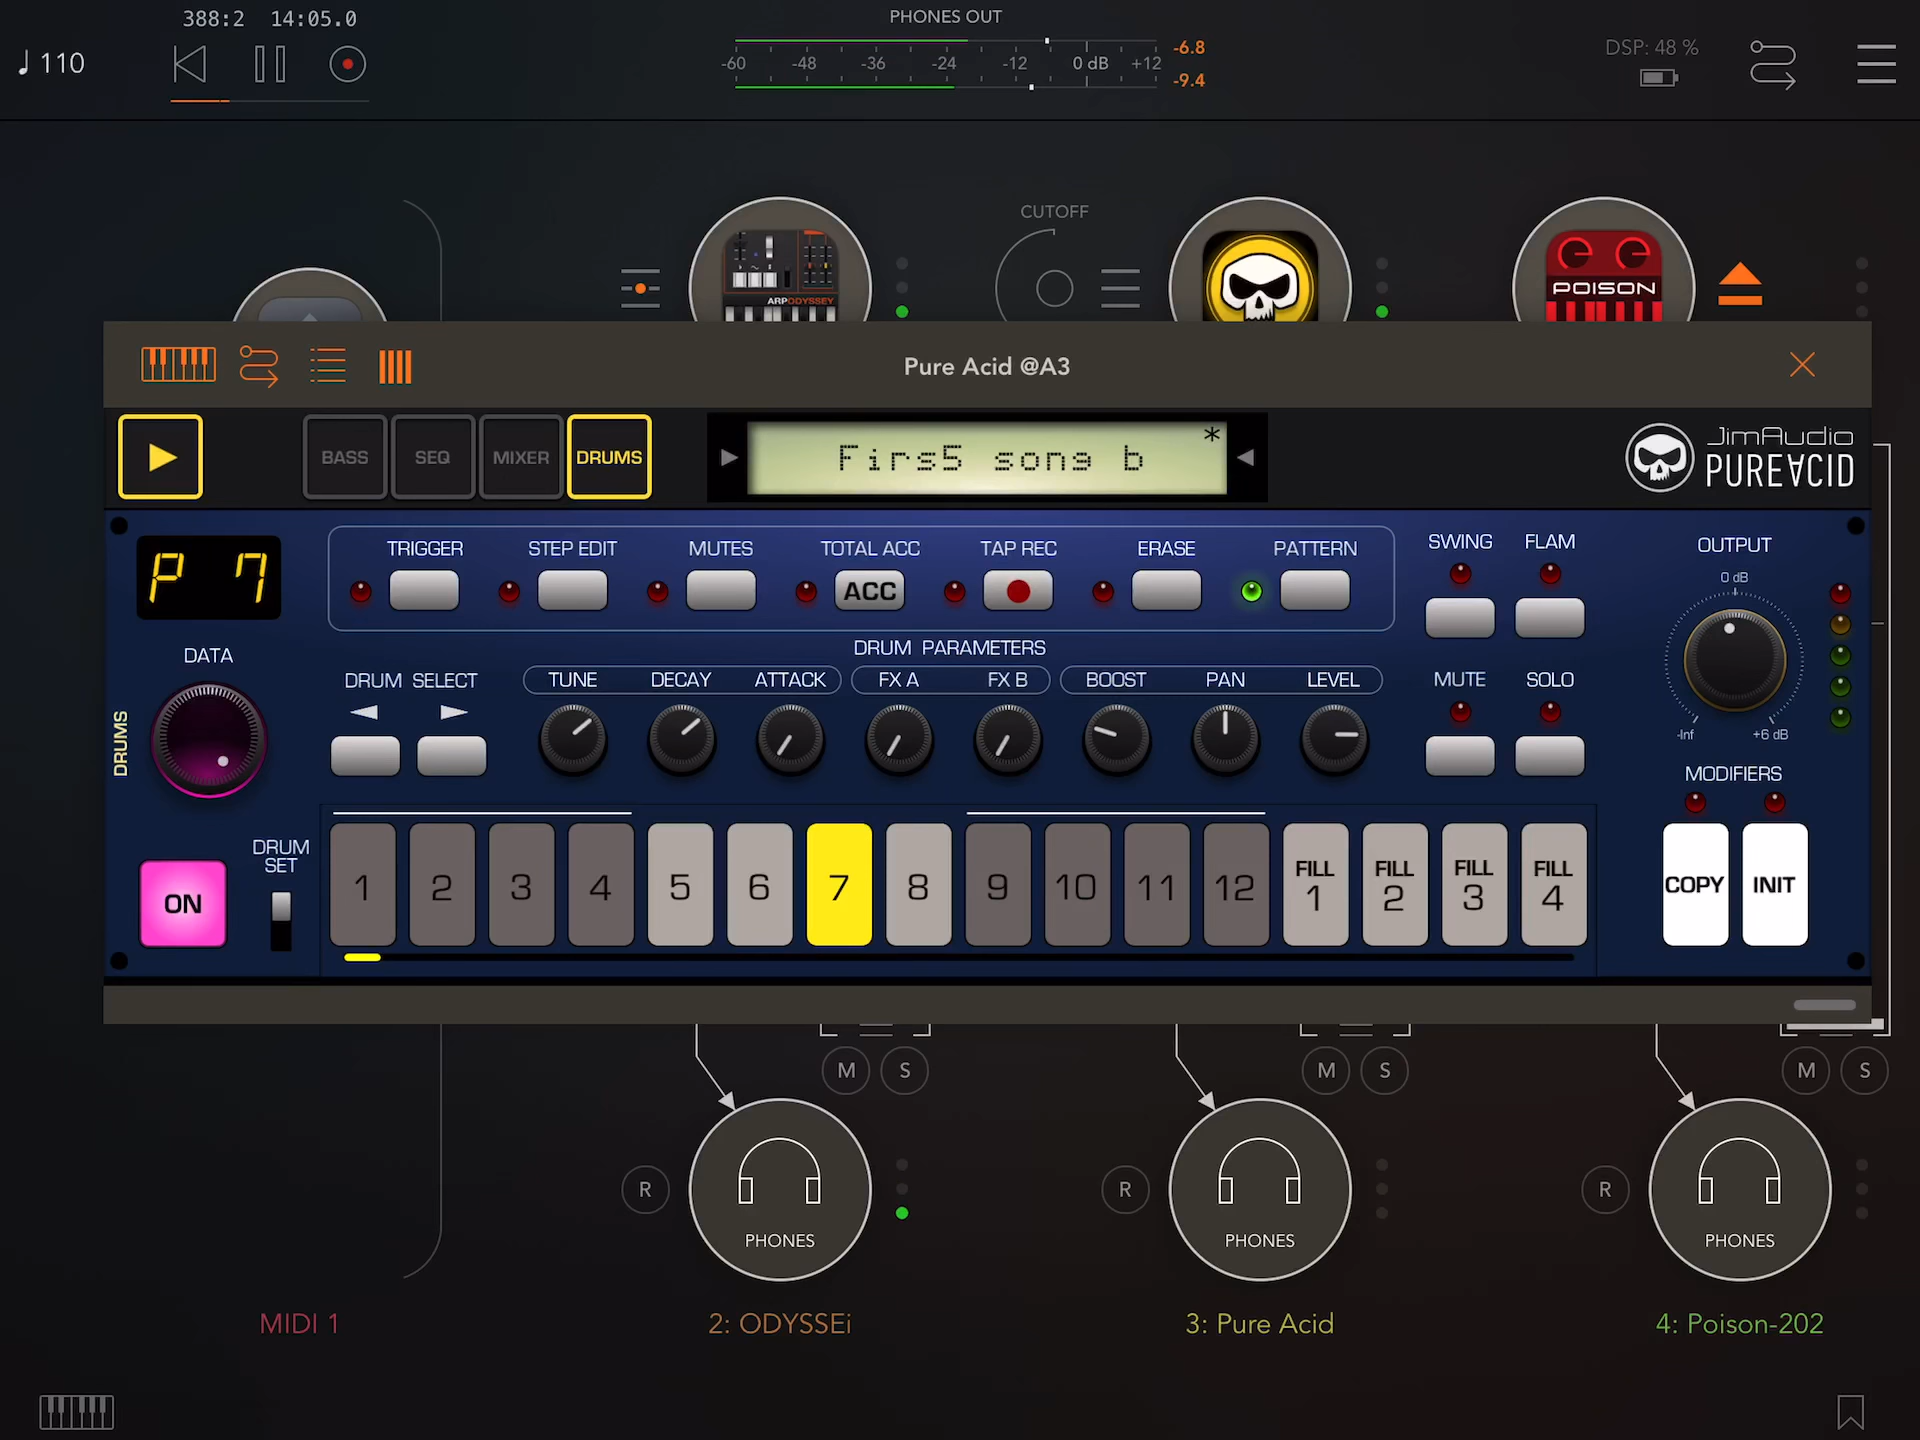 388:2 14:05.0
PHONES OUT
♩ 110
-60 -48 -36 -24 -12 0 dB +12
-6.8
-9.4
DSP: 48 %
CUTOFF
ARPODYSSEY
POISON
Pure Acid @A3
BASS SEQ MIXER DRUMS
Firs5 song b *
JimAudio
PUREACID
P 7
TRIGGER STEP EDIT MUTES TOTAL ACC TAP REC ERASE PATTERN
ACC
SWING FLAM
OUTPUT
0 dB
-Inf +6 dB
DATA
DRUMS
DRUM SELECT
DRUM PARAMETERS
TUNE DECAY ATTACK FX A FX B BOOST PAN LEVEL
MUTE SOLO
MODIFIERS
COPY INIT
ON
DRUM
SET
1 2 3 4 5 6 7 8 9 10 11 12 FILL 1 FILL 2 FILL 3 FILL 4
M S M S M S
R PHONES R PHONES R PHONES
MIDI 1 2: ODYSSEi 3: Pure Acid 4: Poison-202